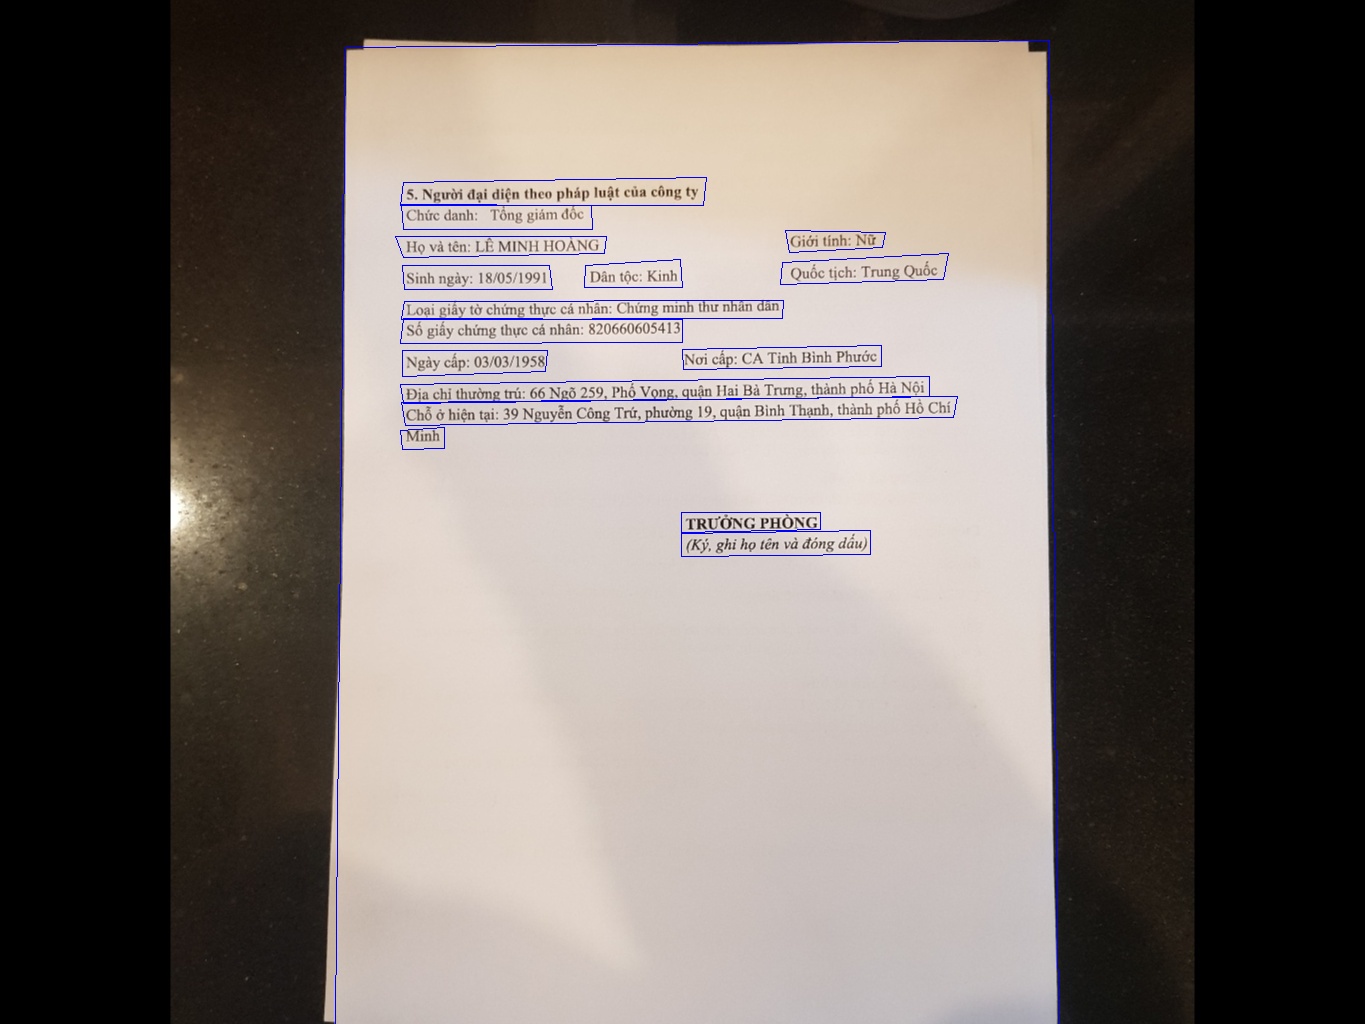 5. Người đại diện theo pháp luật của công ty
Chức danh: Tổng giám đốc
Họ và tên: LÊ MINH HOÀNG Giới tính: Nữ
Sinh ngày: 18/05/1991 Dân tộc: Kinh Quốc tịch: Trung Quốc
Loại giấy tờ chứng thực cá nhân: Chứng minh thư nhân dân
Số giấy chứng thực cá nhân: 820660605413
Ngày cấp: 03/03/1958 Nơi cấp: CA Tỉnh Bình Phước
Địa chỉ thường trú: 66 Ngõ 259, Phố Vọng, quận Hai Bà Trưng, thành phố Hà Nội
Chỗ ở hiện tại: 39 Nguyễn Công Trứ, phường 19, quận Bình Thạnh, thành phố Hồ Chí
Minh
TRƯỞNG PHÒNG
(Ký, ghi họ tên và đóng dấu)